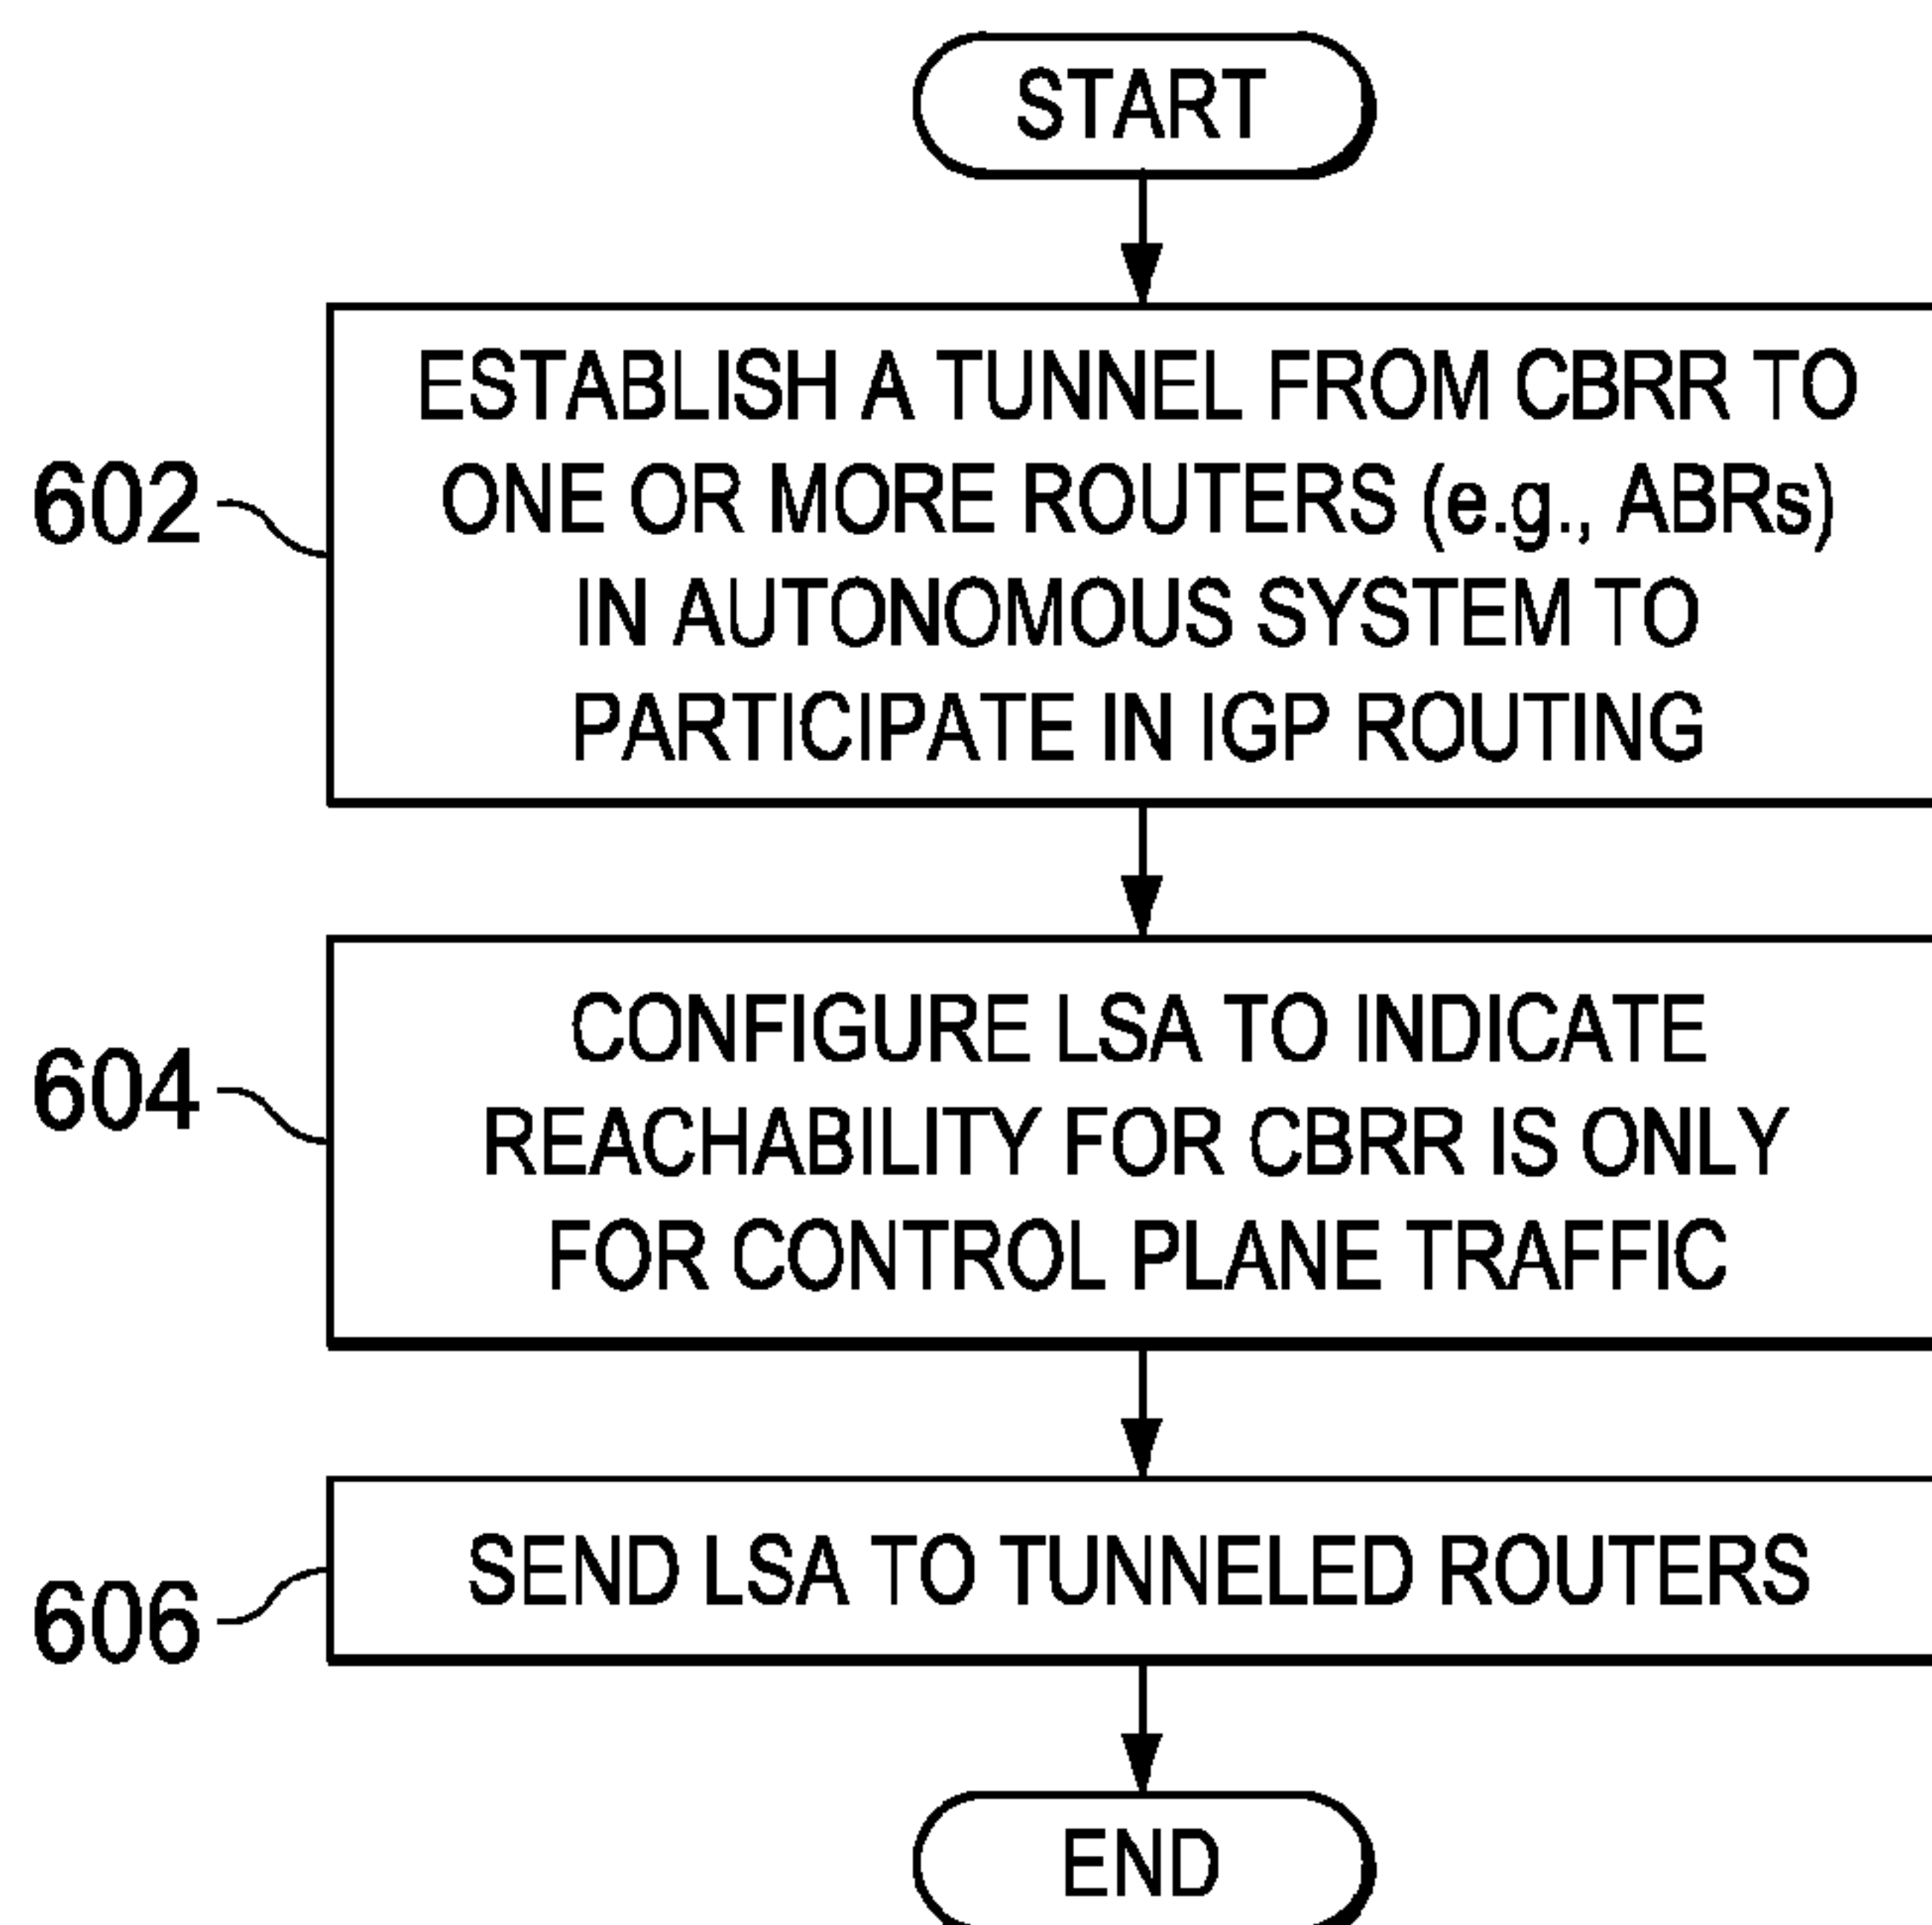 START
ESTABLISH A TUNNEL FROM CBRR TO
ONE OR MORE ROUTERS (e.g., ABRs)
IN AUTONOMOUS SYSTEM TO
PARTICIPATE IN IGP ROUTING
602
CONFIGURE LSA TO INDICATE
REACHABILITY FOR CBRR IS ONLY
FOR CONTROL PLANE TRAFFIC
604
SEND LSA TO TUNNELED ROUTERS
606
END